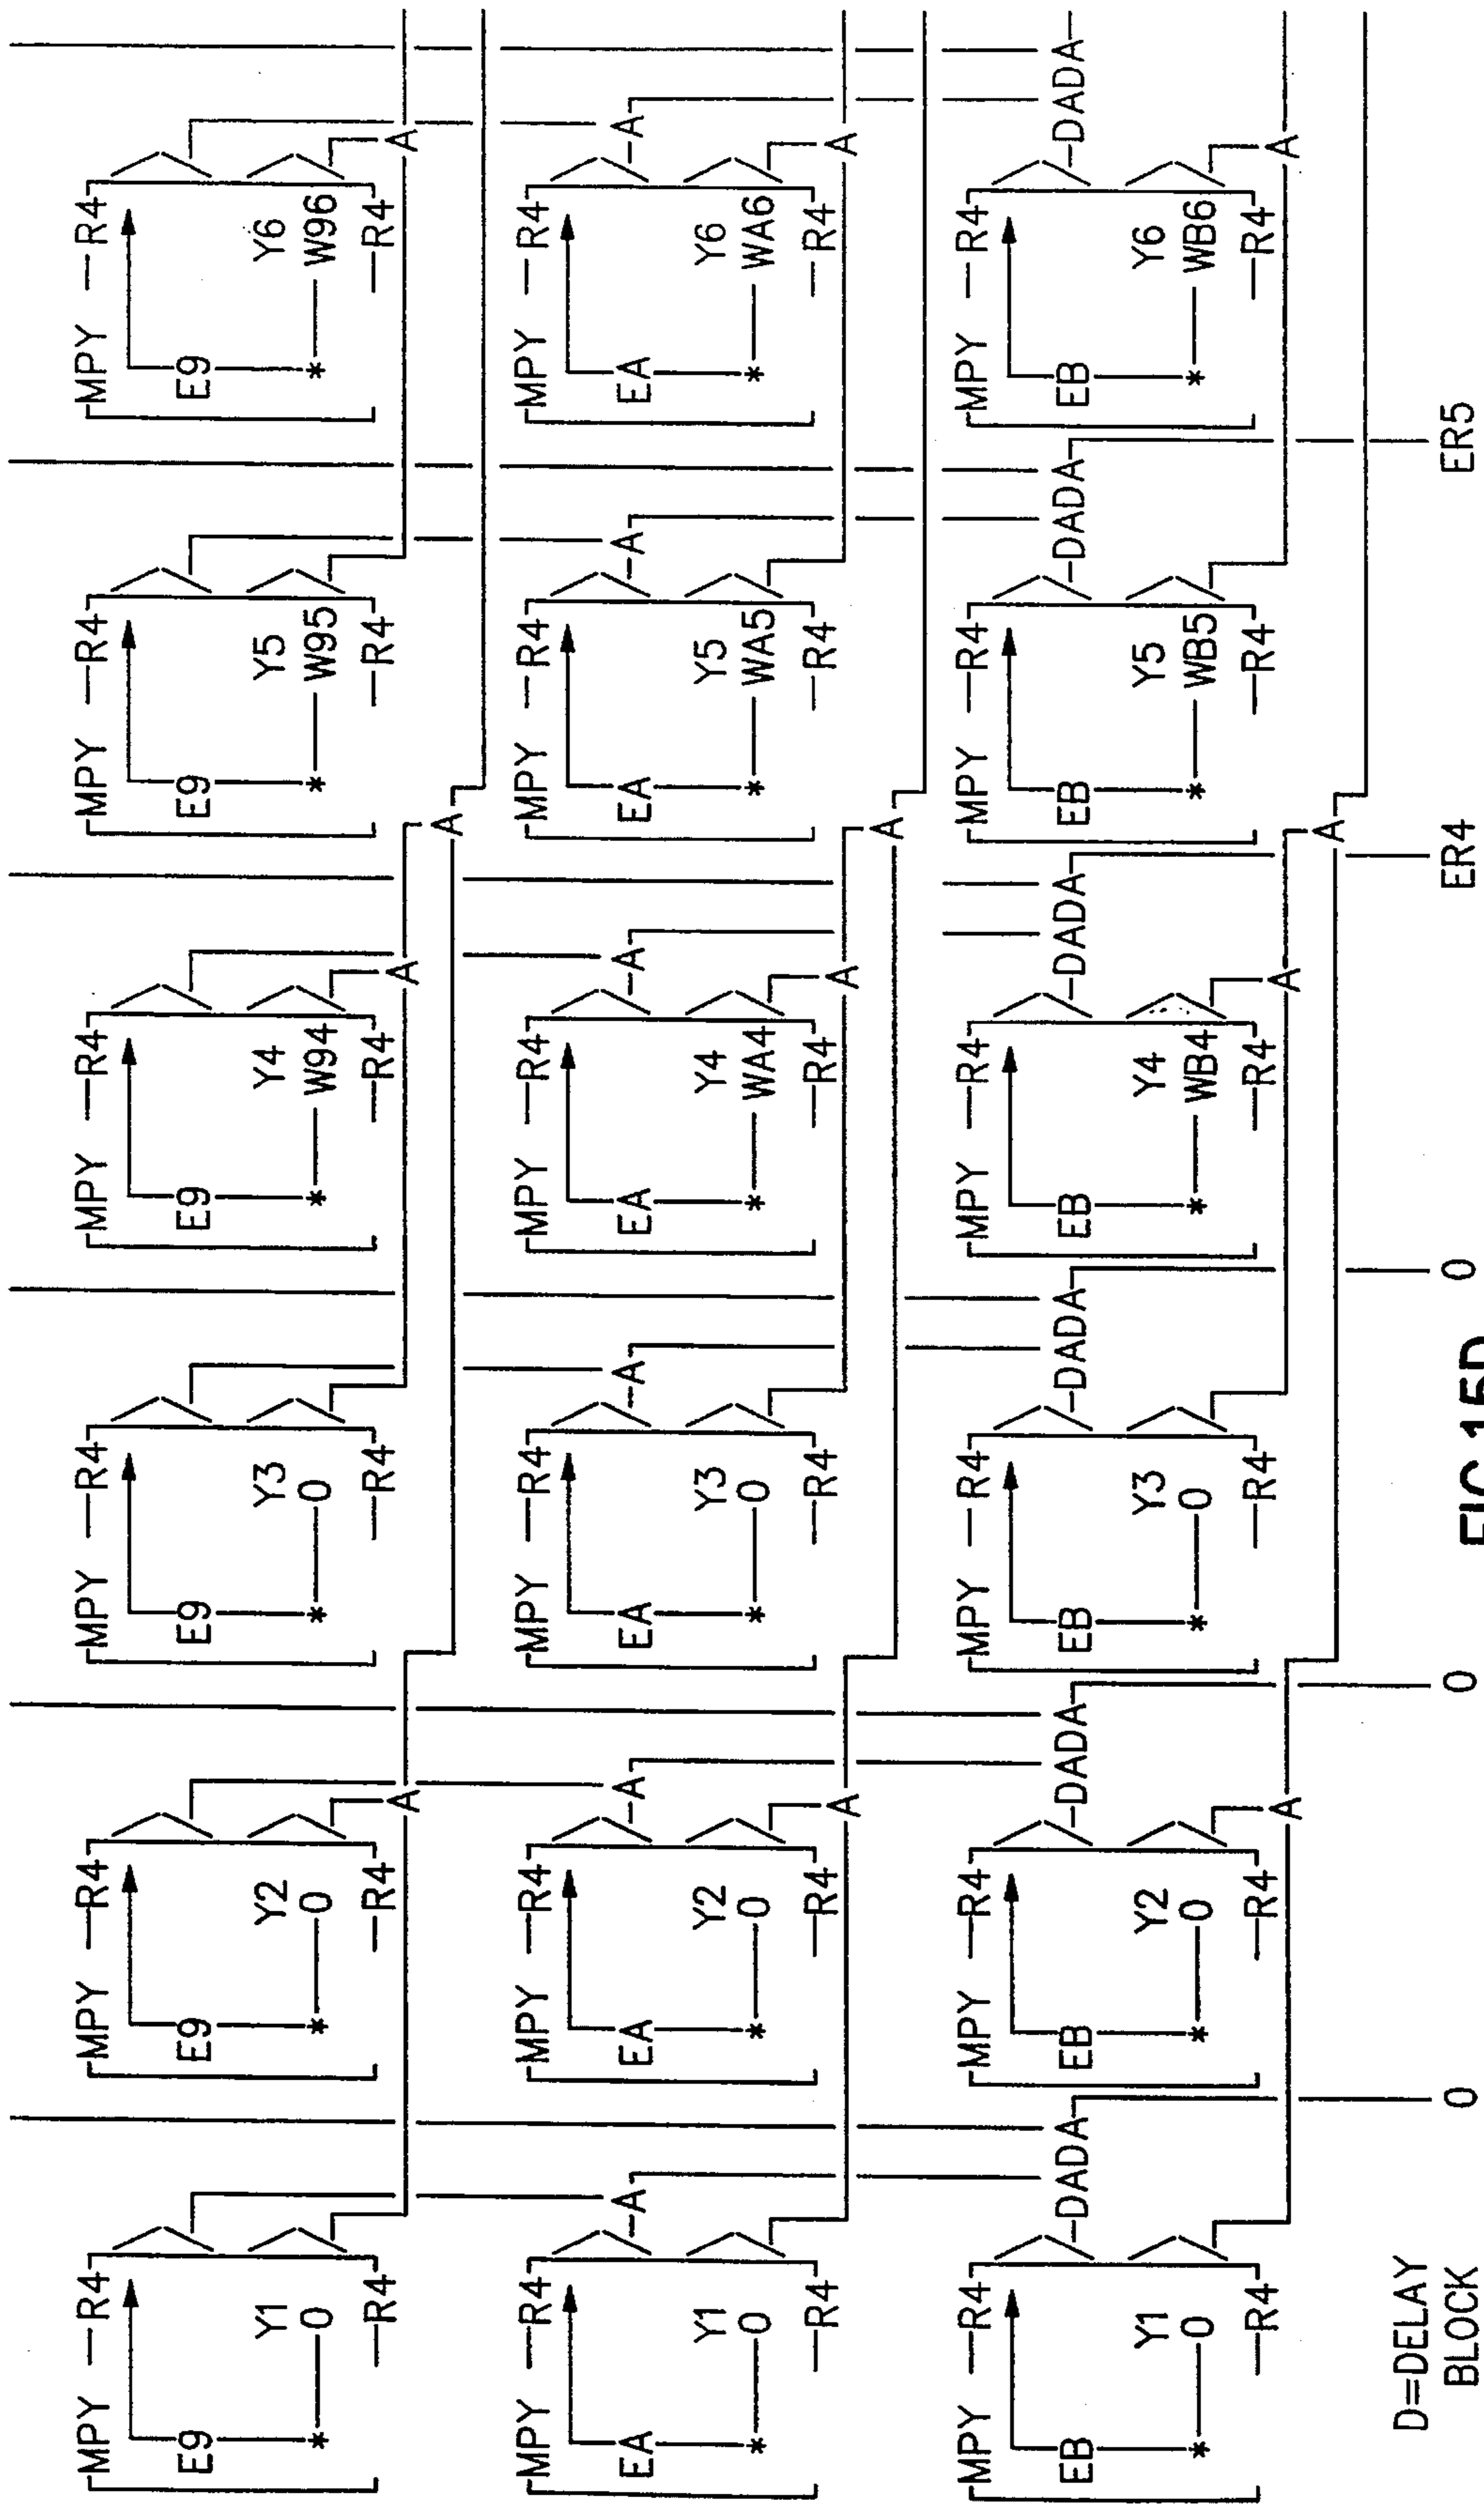 MPY R4 MPY R4 MPY R4 MPY R4 MPY R4 MPY R4
E9 E9 E9 E9 E9 E9
Y1 Y2 Y3 Y4 Y5 Y6
* 0 * 0 * 0 * W94 * W95 * W96
R4 R4 R4 R4 R4 R4
A A A
A
MPY R4 MPY R4 MPY R4 MPY R4 MPY R4 MPY R4
EA A EA A EA A EA A EA A EA A
Y1 Y2 Y3 Y4 Y5 Y6
* 0 * 0 * 0 * WA4 * WA5 * WA6
R4 R4 R4 R4 R4 R4
A A A
A
MPY R4 MPY R4 MPY R4 MPY R4 MPY R4 MPY R4
EB DADA EB DADA EB DADA EB DADA EB DADA EB DADA
Y1 Y2 Y3 Y4 Y5 Y6
* 0 * 0 * 0 * WB4 * WB5 * WB6
R4 R4 R4 R4 R4 R4
A A A
A
D=DELAY
BLOCK 0 0 0 ER4 ER5
FIG.15D